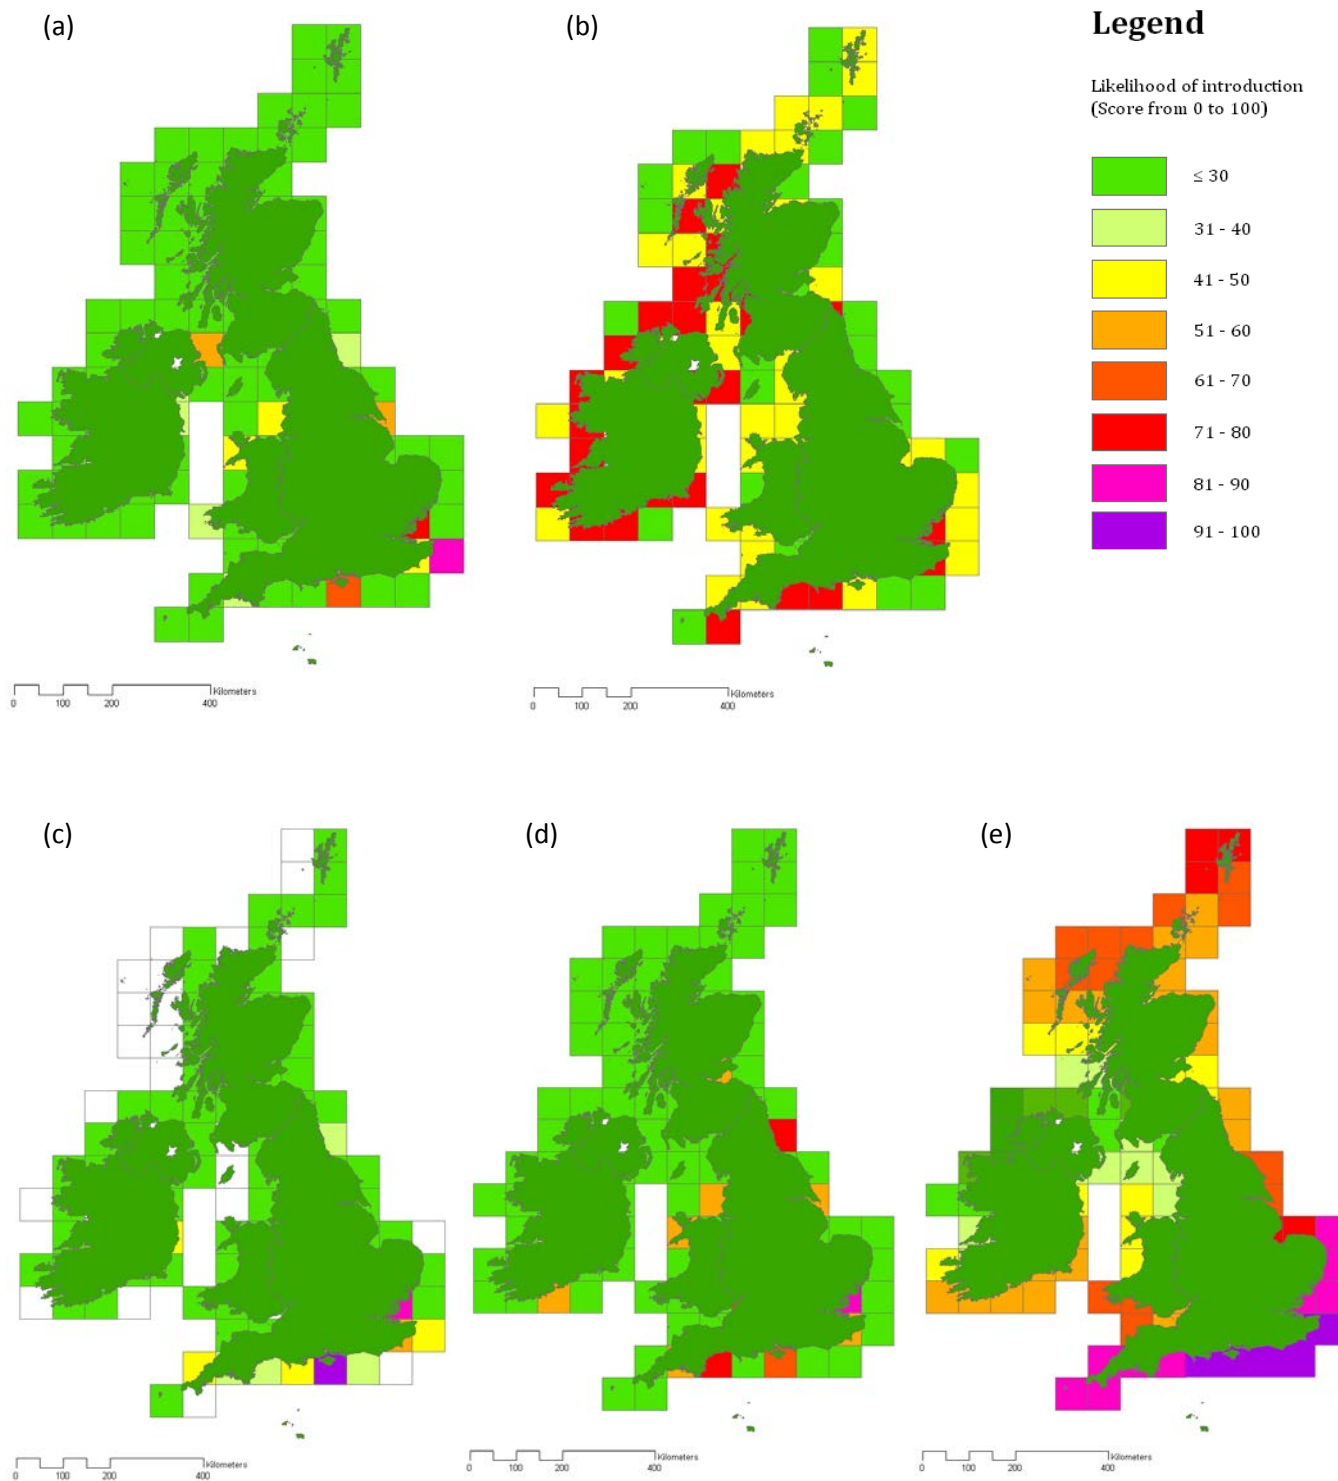 (a)
(b)
Legend
Likelihood of introduction
(Score from 0 to 100)
≤ 30
31 - 40
41 - 50
51 - 60
61 - 70
71 - 80
81 - 90
91 - 100
Kilometers
0 100 200 400
Kilometers
0 100 200 400
(c)
(d)
(e)
Kilometers
0 100 200 400
Kilometers
0 100 200 400
Kilometers
0 100 200 400